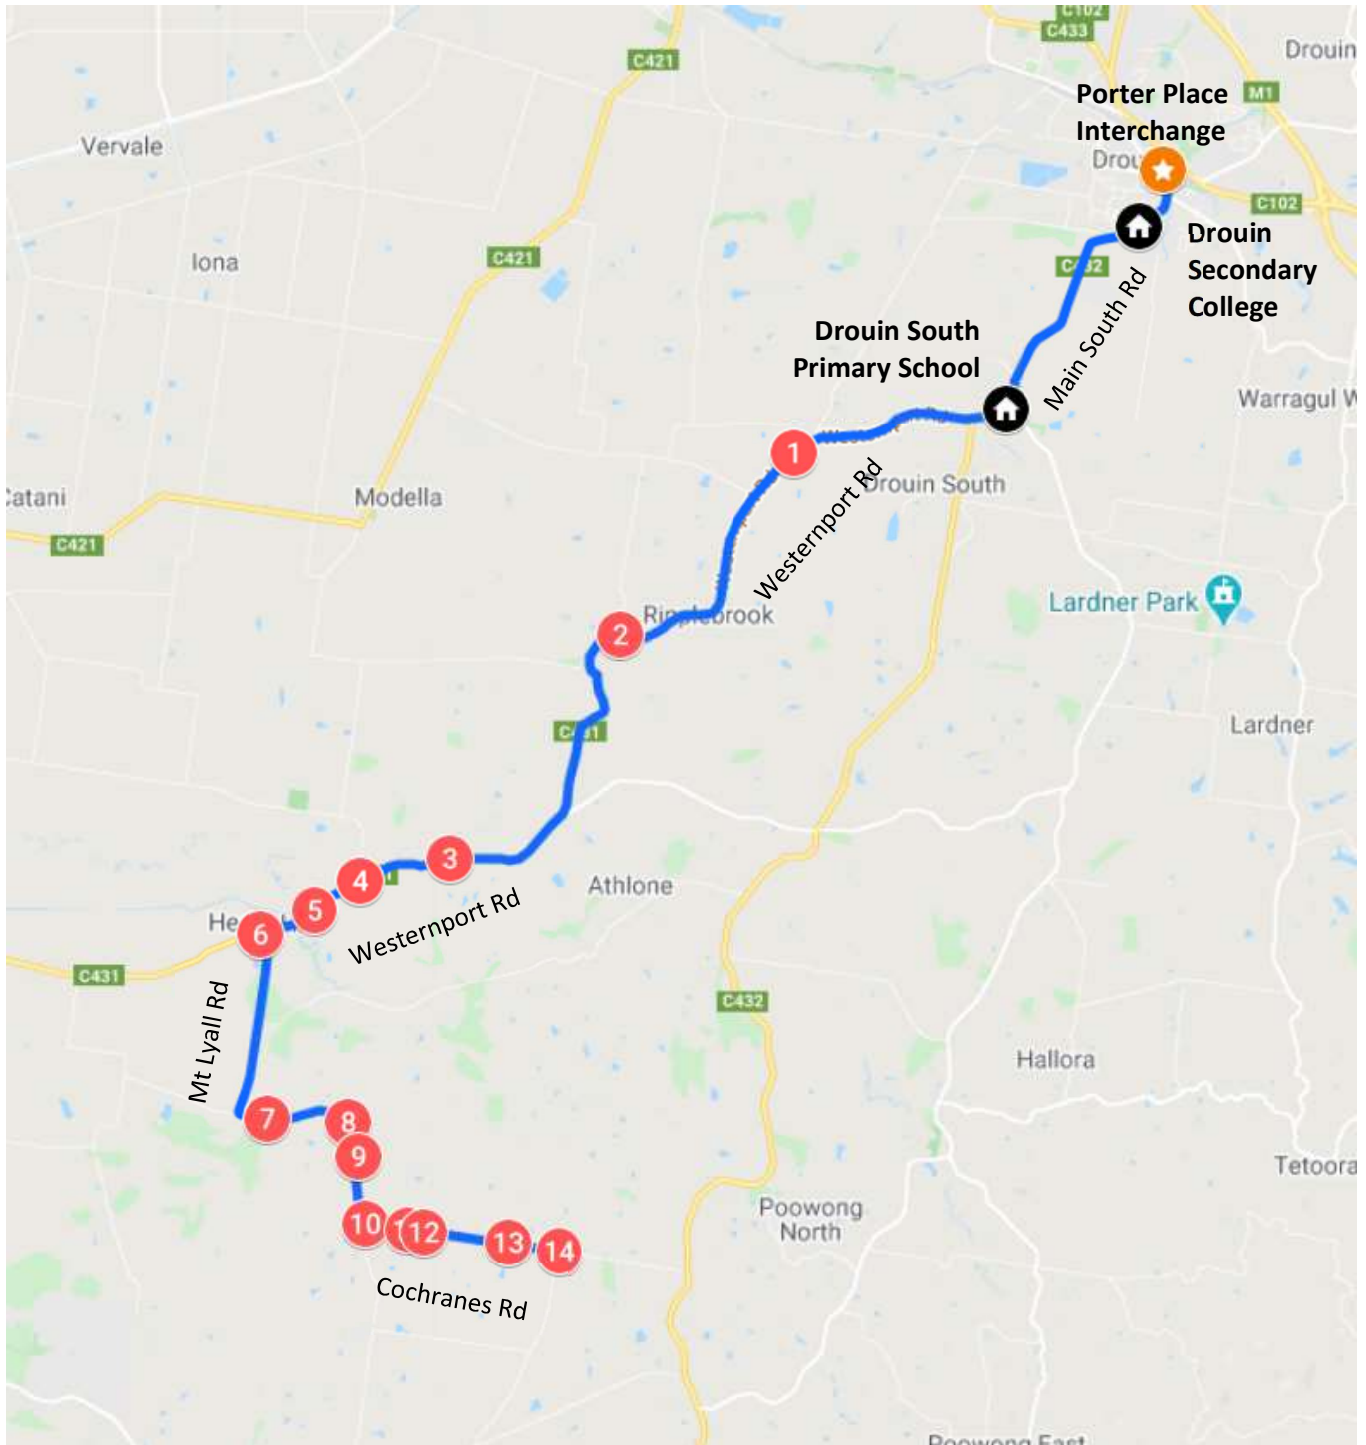 C102
C433
Drouin
C421
M1
Porter Place
Interchange
Vervale
C102
Drouin
Secondary
College
Iona
C421
Main South Rd
Drouin South
Primary School
Warragul W
1
Westernport Rd
Drouin South
Catani
Modella
C421
Lardner Park
2
Ripplebrook
Lardner
3
4
Athlone
5
Westernport Rd
6
C431
C432
Mt Lyall Rd
Hallora
7
8
9
Tetoora
Poowong
North
10
12
13
14
Cochranes Rd
Poowong East